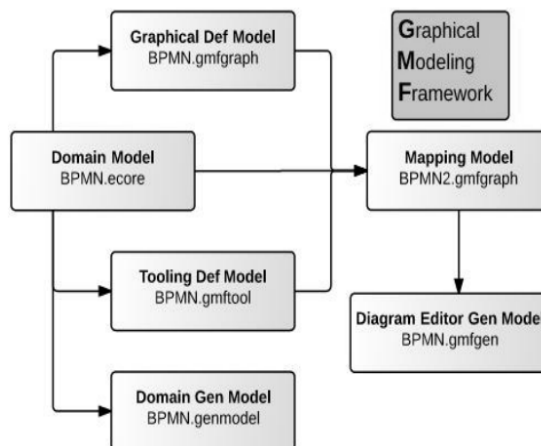 Graphical Def Model
BPMN.gmfgraph
Graphical
Modeling
Framework
Domain Model
BPMN.ecore
Mapping Model
BPMN2.gmfgraph
Tooling Def Model
BPMN.gmftool
Diagram Editor Gen Model
BPMN.gmfgen
Domain Gen Model
BPMN.genmodel